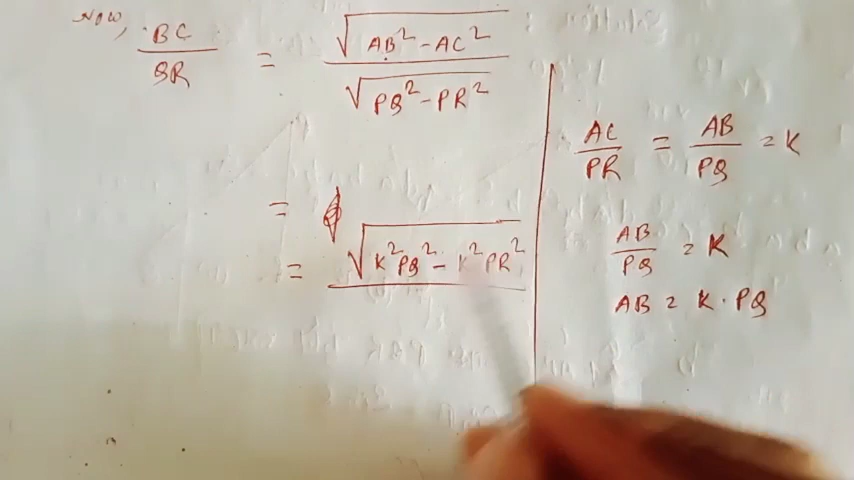 Now, BC/QR = √(AB² - AC²) / √(PQ² - PR²)
=
= √(K²PQ² - K²PR²)
AC/PR = AB/PQ = K
AB/PQ = K
AB = K · PQ